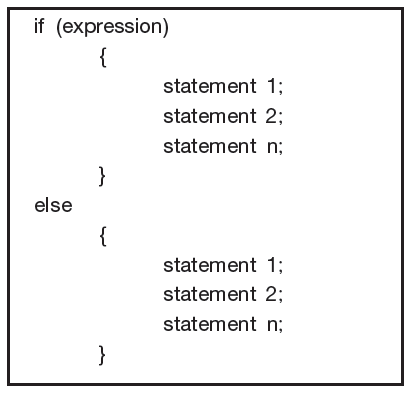 if (expression)
{
statement 1;
statement 2;
statement n;
}
else
{
statement 1;
statement 2;
statement n;
}